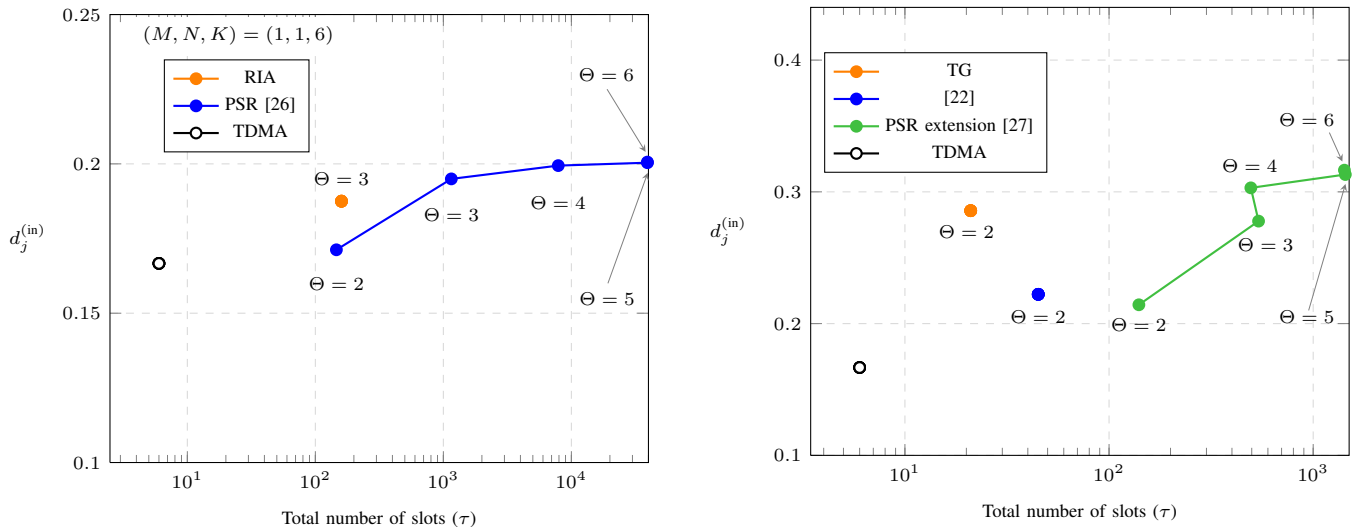 0.25
0.2
0.15
0.1
d_j^(in)
(M, N, K) = (1, 1, 6)
RIA
PSR [26]
TDMA
Θ = 6
Θ = 3
Θ = 3
Θ = 4
Θ = 2
Θ = 5
10^1
10^2
10^3
10^4
Total number of slots (τ)
0.4
0.3
0.2
0.1
d_j^(in)
TG
[22]
PSR extension [27]
TDMA
Θ = 6
Θ = 4
Θ = 2
Θ = 3
Θ = 2
Θ = 2
Θ = 5
10^1
10^2
10^3
Total number of slots (τ)